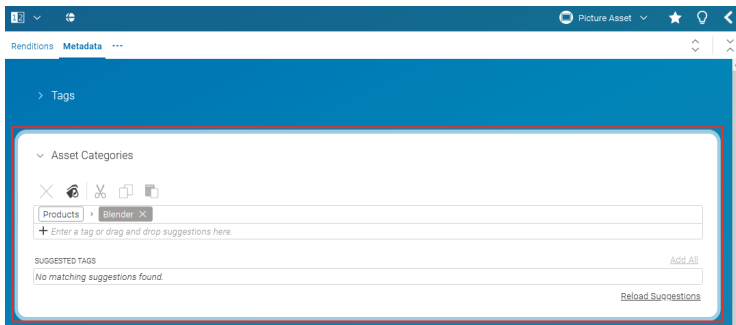 Picture Asset
Renditions Metadata ···
Tags
Asset Categories
Products › Blender ×
+ Enter a tag or drag and drop suggestions here.
SUGGESTED TAGS Add All
No matching suggestions found.
Reload Suggestions